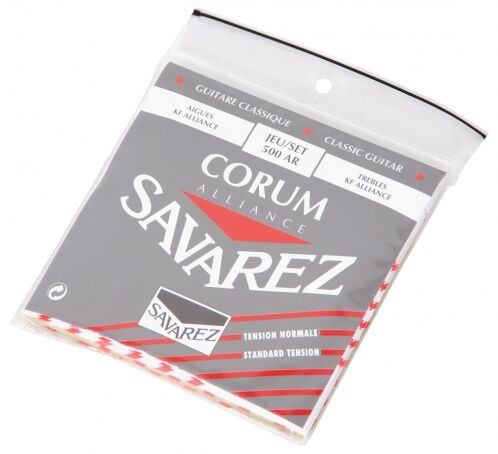 GUITARE CLASSIQUE
CLASSIC GUITAR
AIGUES
KF ALLIANCE
JEU/SET
500 AR
TREBLES
KF ALLIANCE
CORUM
ALLIANCE
SAVAREZ
SAVAREZ
TENSION NORMALE
STANDARD TENSION